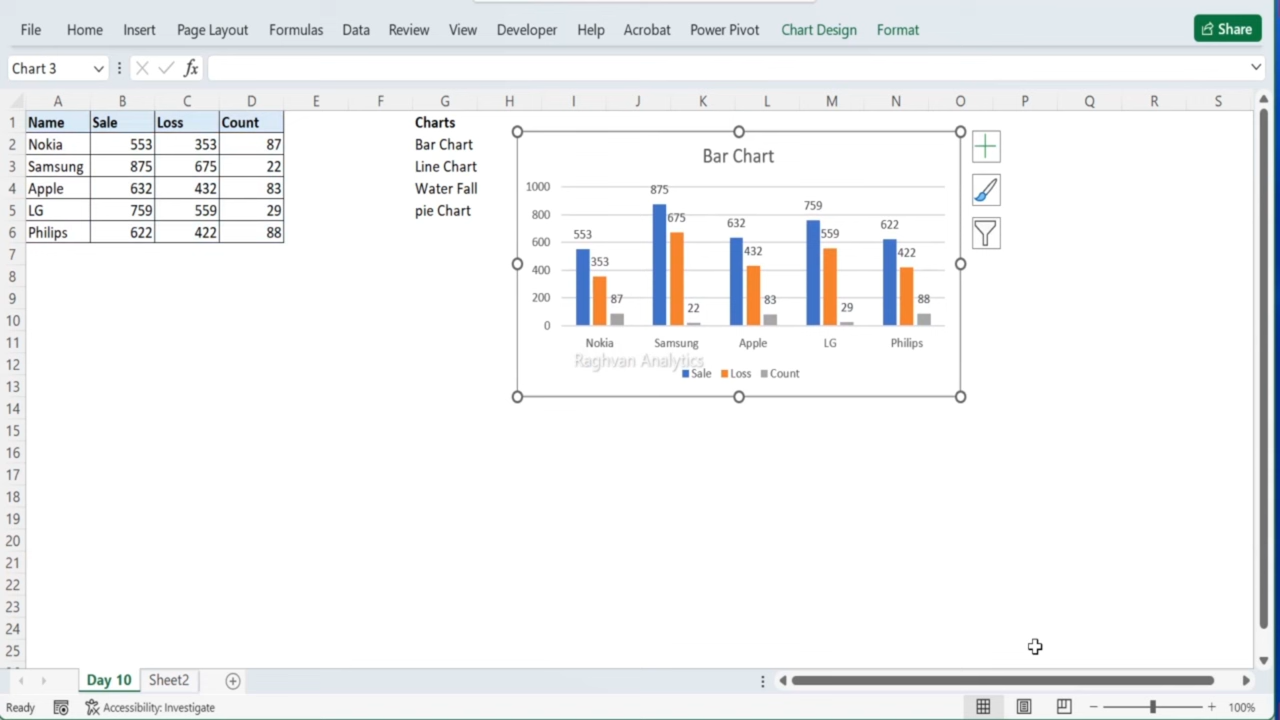 File Home Insert Page Layout Formulas Data Review View Developer Help Acrobat Power Pivot Chart Design Format Share
Chart 3 fx
A B C D E F G H I J K L M N O P Q R S
1 Name Sale Loss Count Charts
2 Nokia 553 353 87 Bar Chart
3 Samsung 875 675 22 Line Chart
4 Apple 632 432 83 Water Fall
5 LG 759 559 29 pie Chart
6 Philips 622 422 88
7
8
9
10
11
12
13
14
15
16
17
18
19
20
21
22
23
24
25
Bar Chart
1000
800
600
400
200
0
553 353 87
875 675 22
632 432 83
759 559 29
622 422 88
Nokia Samsung Apple LG Philips
Raghvan Analytics
Sale Loss Count
Day 10 Sheet2
Ready Accessibility: Investigate 100%